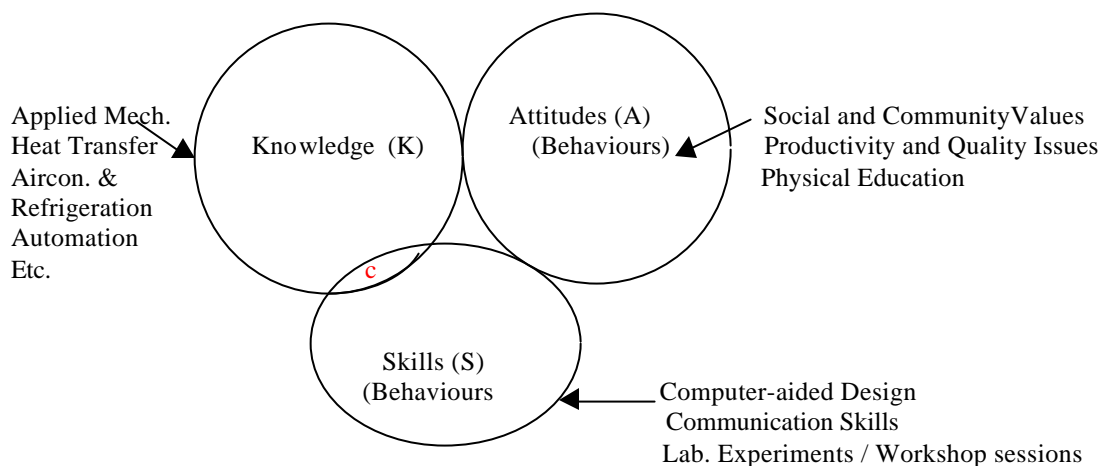 Applied Mech.
Heat Transfer
Aircon. &
Refrigeration
Automation
Etc.
Knowledge (K)
Attitudes (A)
(Behaviours)
Social and CommunityValues
Productivity and Quality Issues
Physical Education
c
Skills (S)
(Behaviours
Computer-aided Design
Communication Skills
Lab. Experiments / Workshop sessions